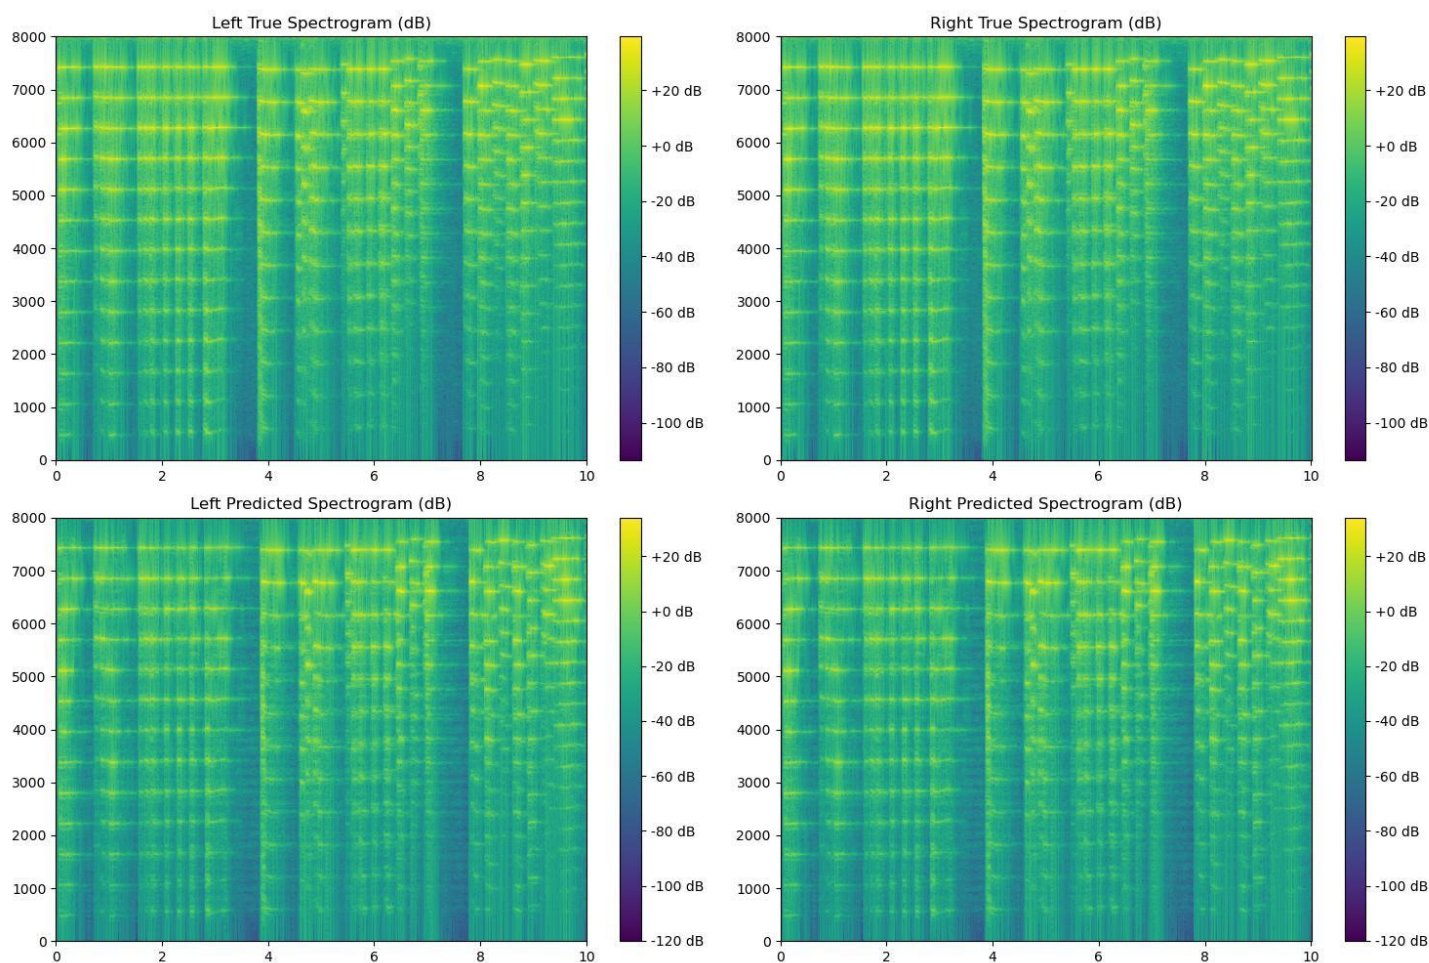 Left True Spectrogram (dB)
8000
7000
6000
5000
4000
3000
2000
1000
0
0 2 4 6 8 10
+20 dB
+0 dB
-20 dB
-40 dB
-60 dB
-80 dB
-100 dB
Right True Spectrogram (dB)
8000
7000
6000
5000
4000
3000
2000
1000
0
0 2 4 6 8 10
+20 dB
+0 dB
-20 dB
-40 dB
-60 dB
-80 dB
-100 dB
Left Predicted Spectrogram (dB)
8000
7000
6000
5000
4000
3000
2000
1000
0
0 2 4 6 8 10
+20 dB
+0 dB
-20 dB
-40 dB
-60 dB
-80 dB
-100 dB
-120 dB
Right Predicted Spectrogram (dB)
8000
7000
6000
5000
4000
3000
2000
1000
0
0 2 4 6 8 10
+20 dB
+0 dB
-20 dB
-40 dB
-60 dB
-80 dB
-100 dB
-120 dB